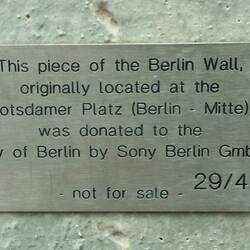 This piece of the Berlin Wall,
originally located at the
otsdamer Platz (Berlin - Mitte)
was donated to the
y of Berlin by Sony Berlin Gmb
- not for sale - 29/4